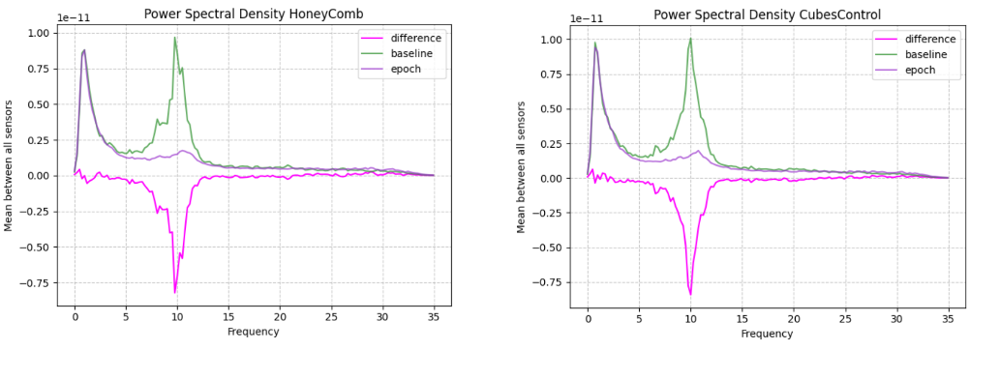 Power Spectral Density HoneyComb
1e−11
difference
baseline
epoch
1.00
0.75
0.50
0.25
0.00
−0.25
−0.50
−0.75
Mean between all sensors
0 5 10 15 20 25 30 35
Frequency
Power Spectral Density CubesControl
1e−11
difference
baseline
epoch
1.00
0.75
0.50
0.25
0.00
−0.25
−0.50
−0.75
Mean between all sensors
0 5 10 15 20 25 30 35
Frequency